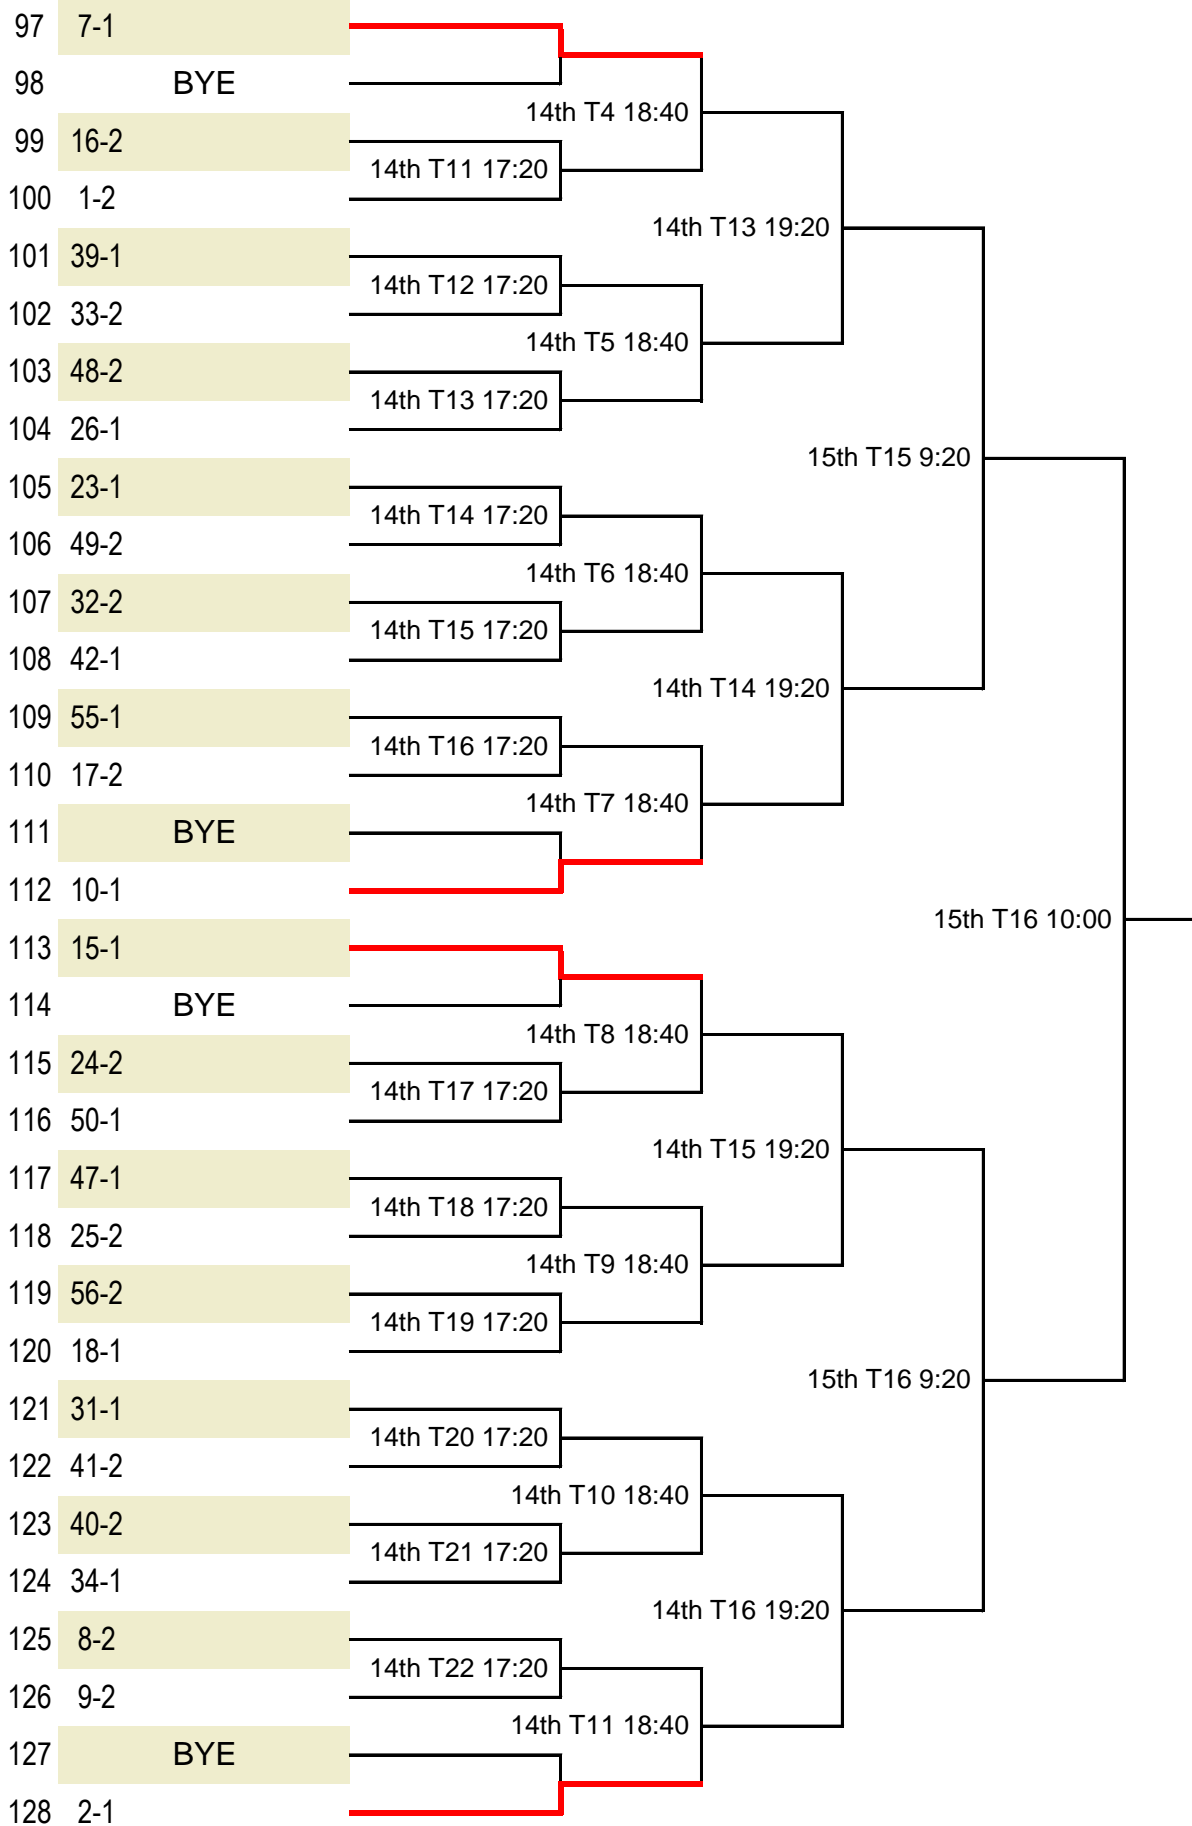 97 7-1
98 BYE
14th T4 18:40
99 16-2
14th T11 17:20
100 1-2
14th T13 19:20
101 39-1
14th T12 17:20
102 33-2
14th T5 18:40
103 48-2
14th T13 17:20
104 26-1
15th T15 9:20
105 23-1
14th T14 17:20
106 49-2
14th T6 18:40
107 32-2
14th T15 17:20
108 42-1
14th T14 19:20
109 55-1
14th T16 17:20
110 17-2
14th T7 18:40
111 BYE
112 10-1
15th T16 10:00
113 15-1
114 BYE
14th T8 18:40
115 24-2
14th T17 17:20
116 50-1
14th T15 19:20
117 47-1
14th T18 17:20
118 25-2
14th T9 18:40
119 56-2
14th T19 17:20
120 18-1
15th T16 9:20
121 31-1
14th T20 17:20
122 41-2
14th T10 18:40
123 40-2
14th T21 17:20
124 34-1
14th T16 19:20
125 8-2
14th T22 17:20
126 9-2
14th T11 18:40
127 BYE
128 2-1